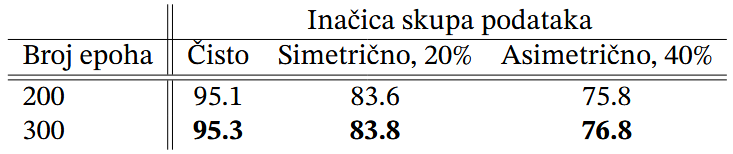 Inačica skupa podataka
Broj epoha Čisto Simetrično, 20% Asimetrično, 40%
200 95.1 83.6 75.8
300 95.3 83.8 76.8